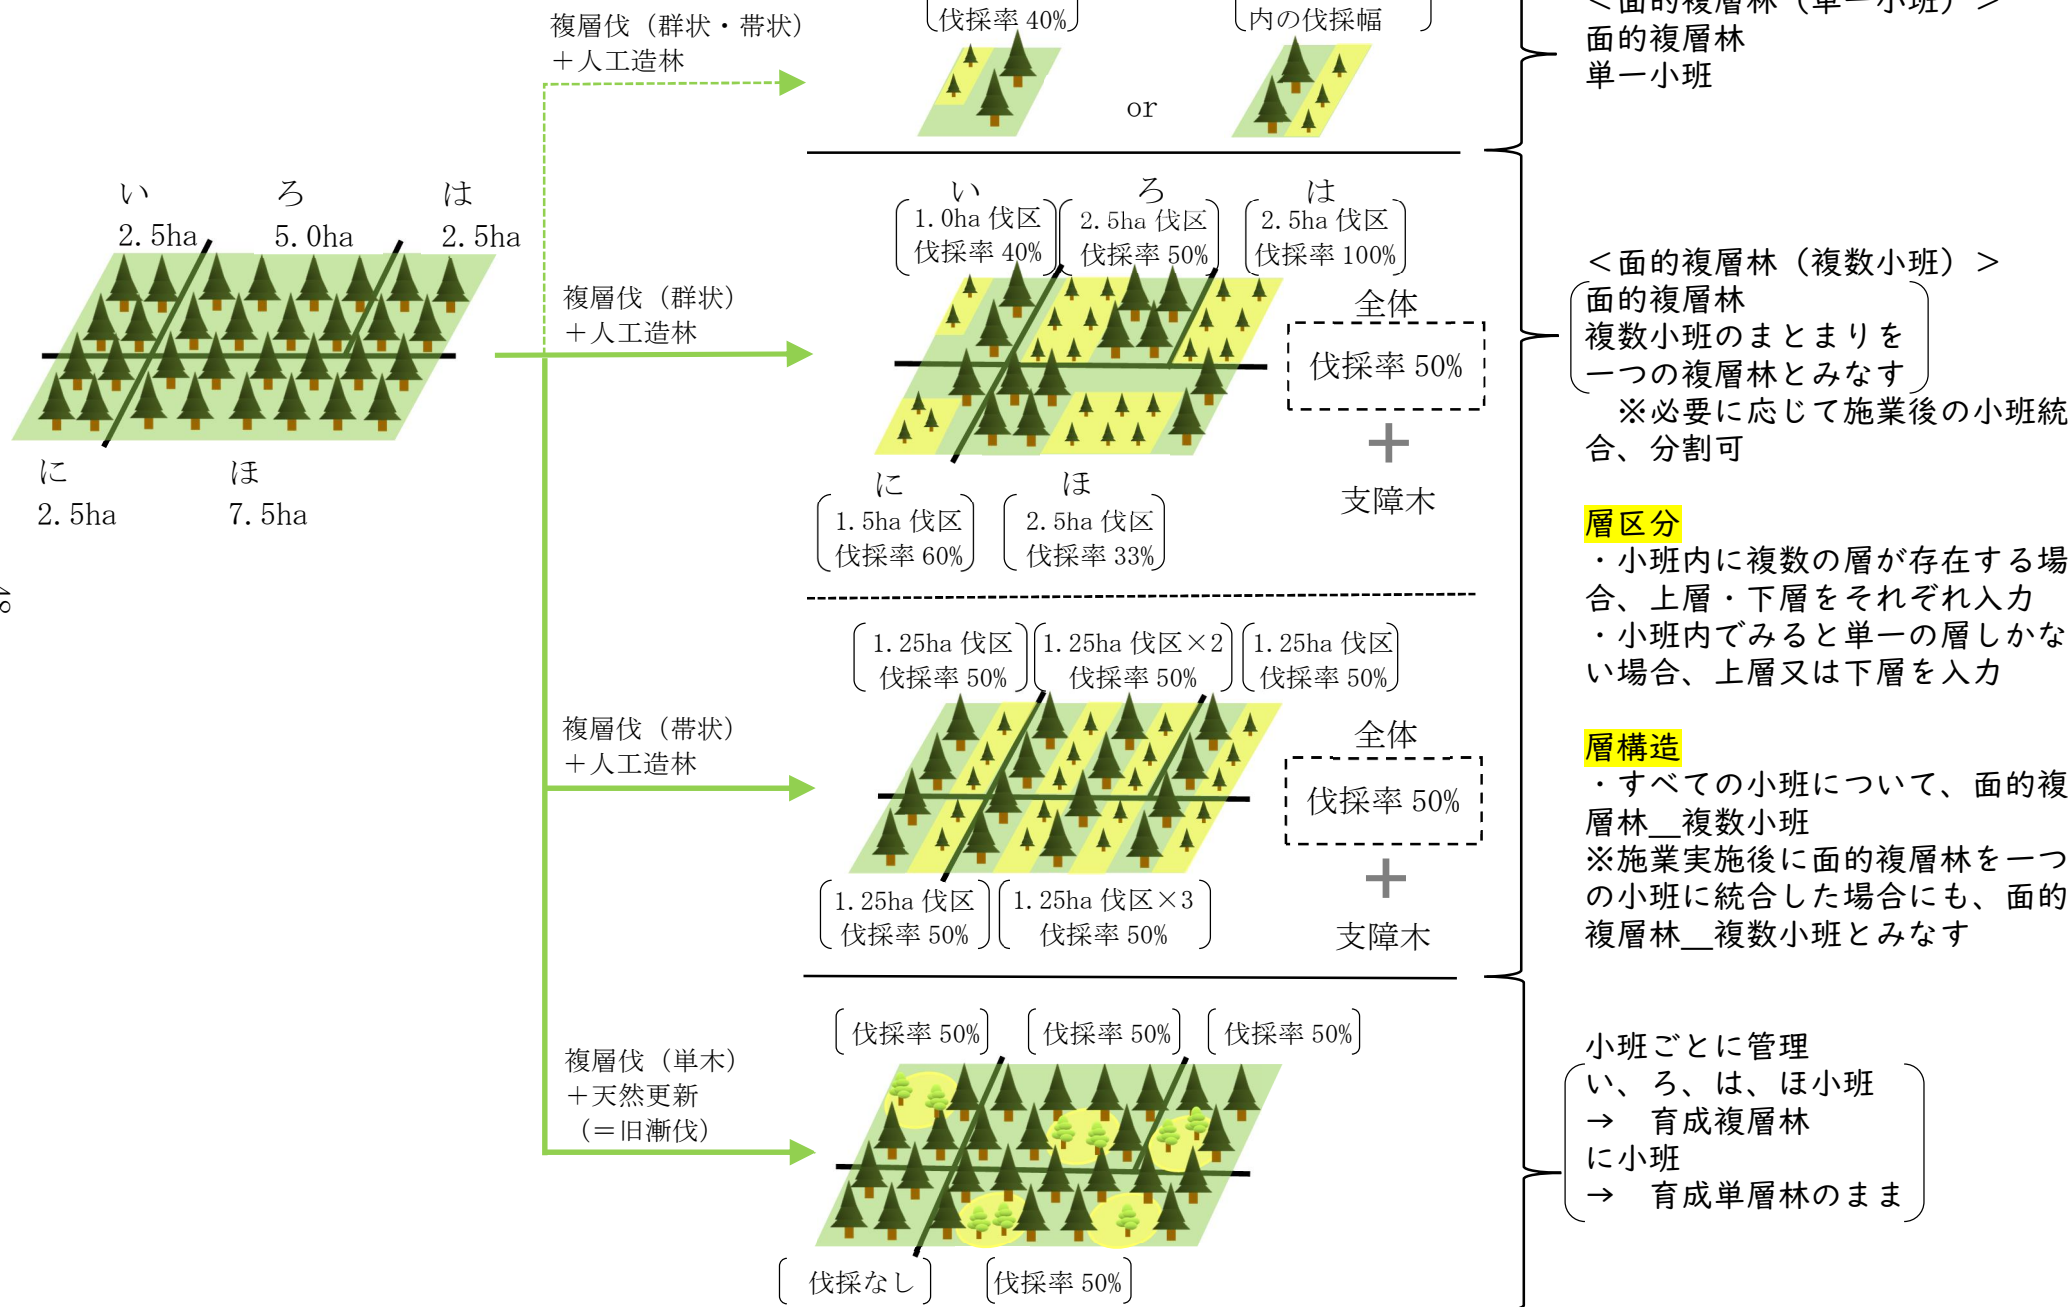 複層伐（群状・帯状）
＋人工造林
伐採率 40%
内の伐採幅
or
＜面的複層林（単一小班）＞
面的複層林
単一小班
い
2.5ha
ろ
5.0ha
は
2.5ha
に
2.5ha
ほ
7.5ha
複層伐（群状）
＋人工造林
い
1.0ha 伐区
伐採率 40%
ろ
2.5ha 伐区
伐採率 50%
は
2.5ha 伐区
伐採率 100%
に
1.5ha 伐区
伐採率 60%
ほ
2.5ha 伐区
伐採率 33%
全体
伐採率 50%
＋
支障木
＜面的複層林（複数小班）＞
面的複層林
複数小班のまとまりを
一つの複層林とみなす
※必要に応じて施業後の小班統
合、分割可
層区分
・小班内に複数の層が存在する場
合、上層・下層をそれぞれ入力
・小班内でみると単一の層しかな
い場合、上層又は下層を入力
層構造
・すべての小班について、面的複
層林__複数小班
※施業実施後に面的複層林を一つ
の小班に統合した場合にも、面的
複層林__複数小班とみなす
複層伐（帯状）
＋人工造林
1.25ha 伐区
伐採率 50%
1.25ha 伐区×2
伐採率 50%
1.25ha 伐区
伐採率 50%
1.25ha 伐区
伐採率 50%
1.25ha 伐区×3
伐採率 50%
全体
伐採率 50%
＋
支障木
複層伐（単木）
＋天然更新
（＝旧漸伐）
伐採率 50%
伐採率 50%
伐採率 50%
伐採なし
伐採率 50%
小班ごとに管理
い、ろ、は、ほ小班
→　育成複層林
に小班
→　育成単層林のまま